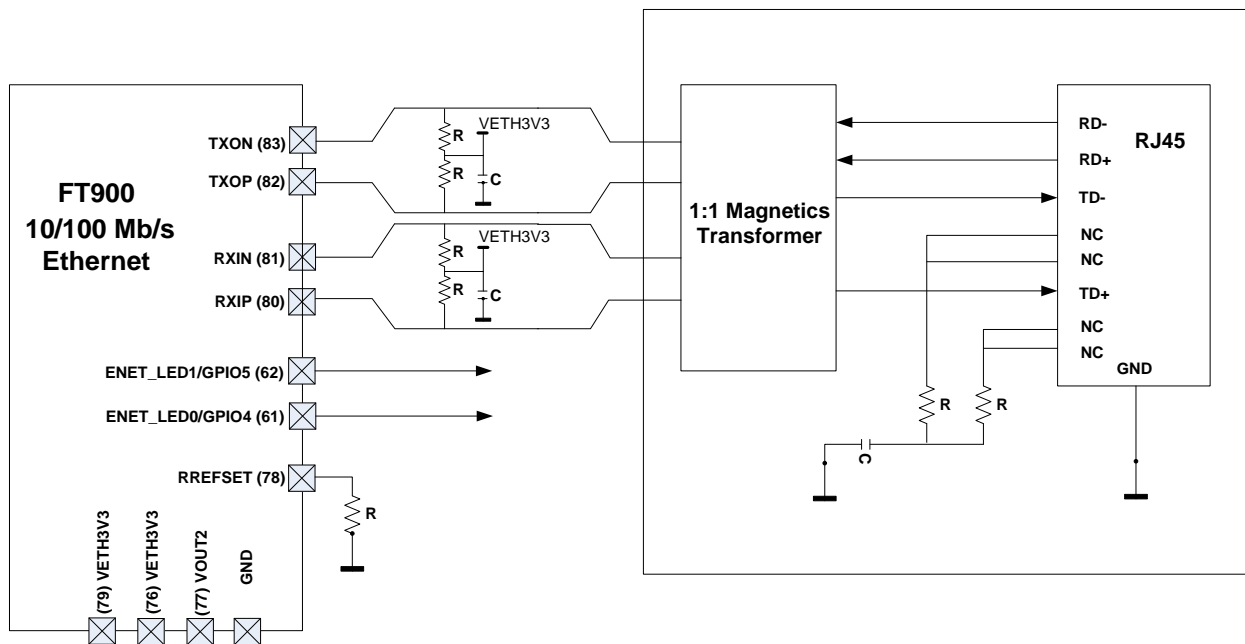 FT900
10/100 Mb/s
Ethernet
TXON (83)
TXOP (82)
RXIN (81)
RXIP (80)
ENET_LED1/GPIO5 (62)
ENET_LED0/GPIO4 (61)
RREFSET (78)
(79) VETH3V3
(76) VETH3V3
(77) VOUT2
GND
R
VETH3V3
R
C
VETH3V3
R
R
C
R
1:1 Magnetics
Transformer
RJ45
RD-
RD+
TD-
NC
NC
TD+
NC
NC
GND
R
R
C